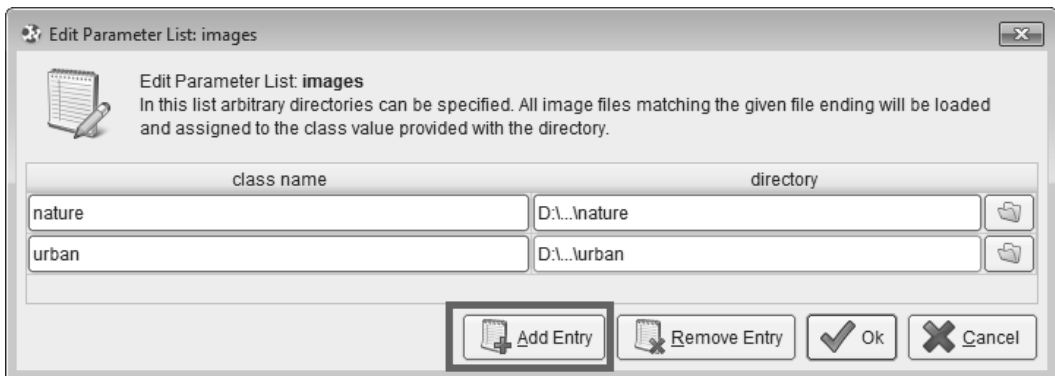 Edit Parameter List: images
Edit Parameter List: images
In this list arbitrary directories can be specified. All image files matching the given file ending will be loaded
and assigned to the class value provided with the directory.
class name directory
nature D:\...\nature
urban D:\...\urban
Add Entry Remove Entry Ok Cancel